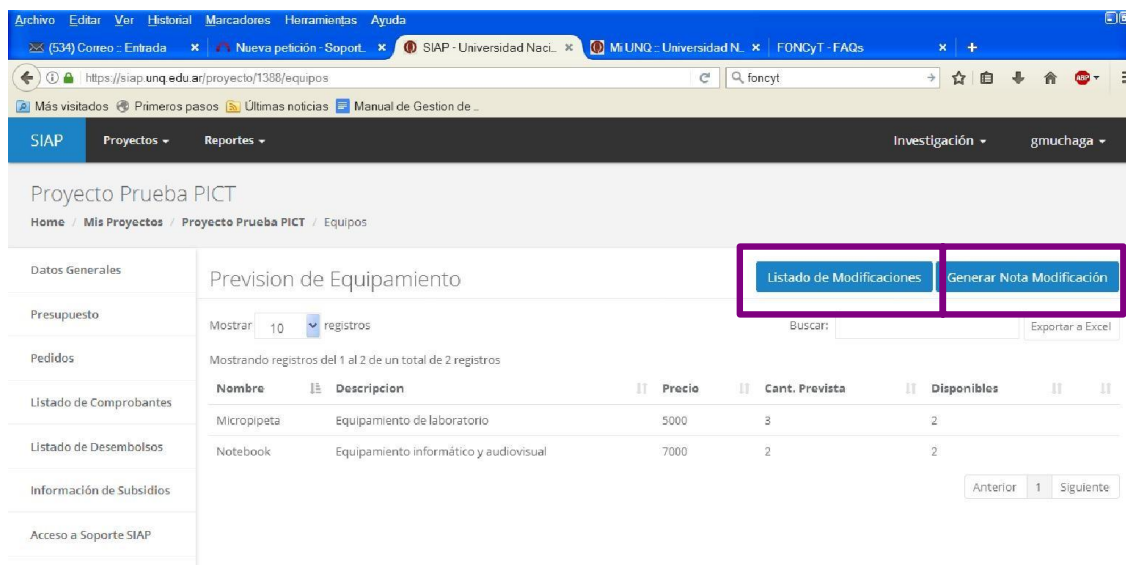 Archivo Editar Ver Historial Marcadores Herramientas Ayuda
(534) Correo :: Entrada × Nueva petición - Soport... × SIAP - Universidad Naci... × Mi UNQ :: Universidad N... × FONCyT - FAQs × +
https://siap.unq.edu.ar/proyecto/1388/equipos foncyt ABP
Más visitados Primeros pasos Últimas noticias Manual de Gestion de ...
SIAP Proyectos Reportes Investigación gmuchaga
Proyecto Prueba PICT
Home / Mis Proyectos / Proyecto Prueba PICT / Equipos
Datos Generales
Presupuesto
Pedidos
Listado de Comprobantes
Listado de Desembolsos
Información de Subsidios
Acceso a Soporte SIAP
Prevision de Equipamiento Listado de Modificaciones Generar Nota Modificación
Mostrar 10 registros Buscar: Exportar a Excel
Mostrando registros del 1 al 2 de un total de 2 registros
Nombre Descripcion Precio Cant. Prevista Disponibles
Micropipeta Equipamiento de laboratorio 5000 3 2
Notebook Equipamiento informático y audiovisual 7000 2 2
Anterior 1 Siguiente